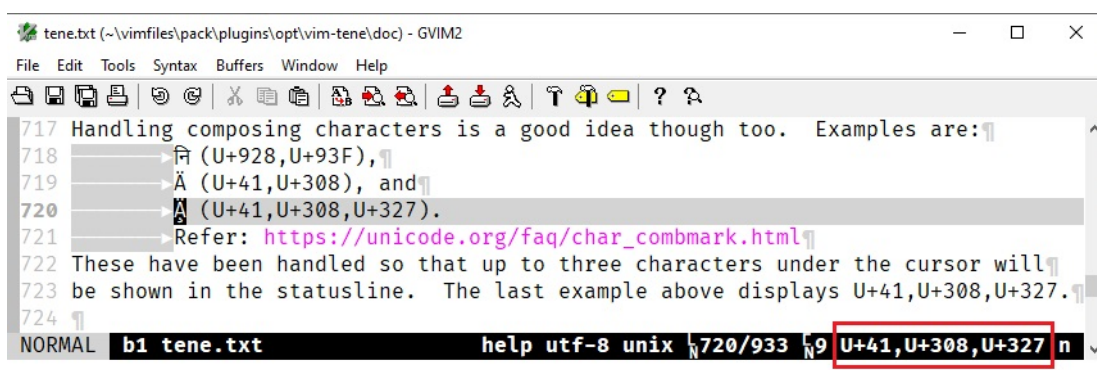 tene.txt (~\vimfiles\pack\plugins\opt\vim-tene\doc) - GVIM2
File Edit Tools Syntax Buffers Window Help
717 Handling composing characters is a good idea though too.  Examples are:¶
718 नि (U+928,U+93F),¶
719 Ä (U+41,U+308), and¶
720 Ä̧ (U+41,U+308,U+327).
721 Refer: https://unicode.org/faq/char_combmark.html¶
722 These have been handled so that up to three characters under the cursor will¶
723 be shown in the statusline.  The last example above displays U+41,U+308,U+327.¶
724 ¶
NORMAL b1 tene.txt help utf-8 unix ␊720/933 ␊9 U+41,U+308,U+327 n